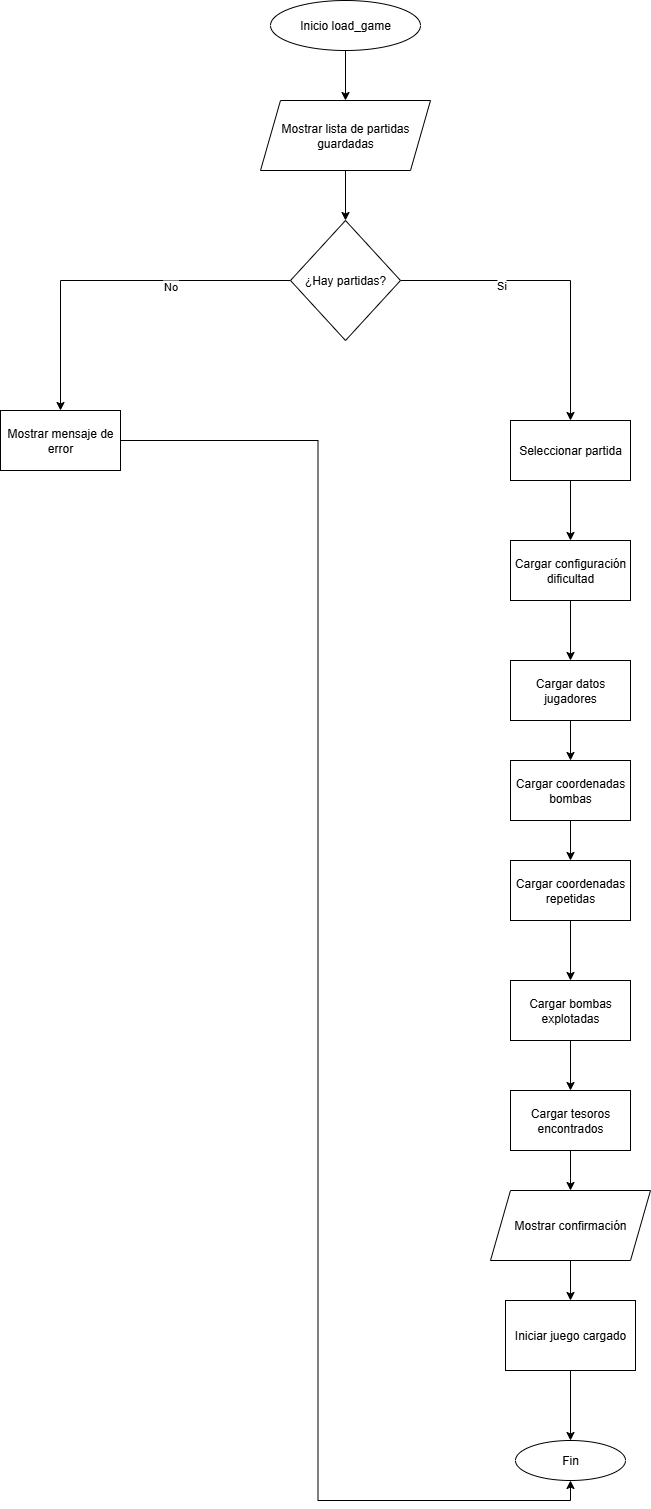 Inicio load_game
Mostrar lista de partidas
guardadas
¿Hay partidas?
No
Si
Mostrar mensaje de
error
Seleccionar partida
Cargar configuración
dificultad
Cargar datos
jugadores
Cargar coordenadas
bombas
Cargar coordenadas
repetidas
Cargar bombas
explotadas
Cargar tesoros
encontrados
Mostrar confirmación
Iniciar juego cargado
Fin